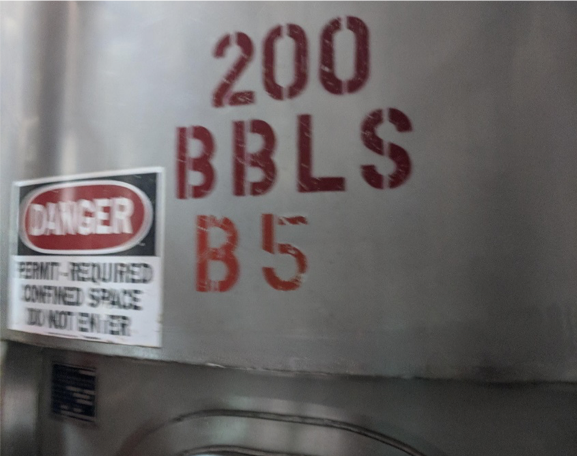 200
BBLS
B5
DANGER
PERMIT-REQUIRED
CONFINED SPACE
DO NOT ENTER